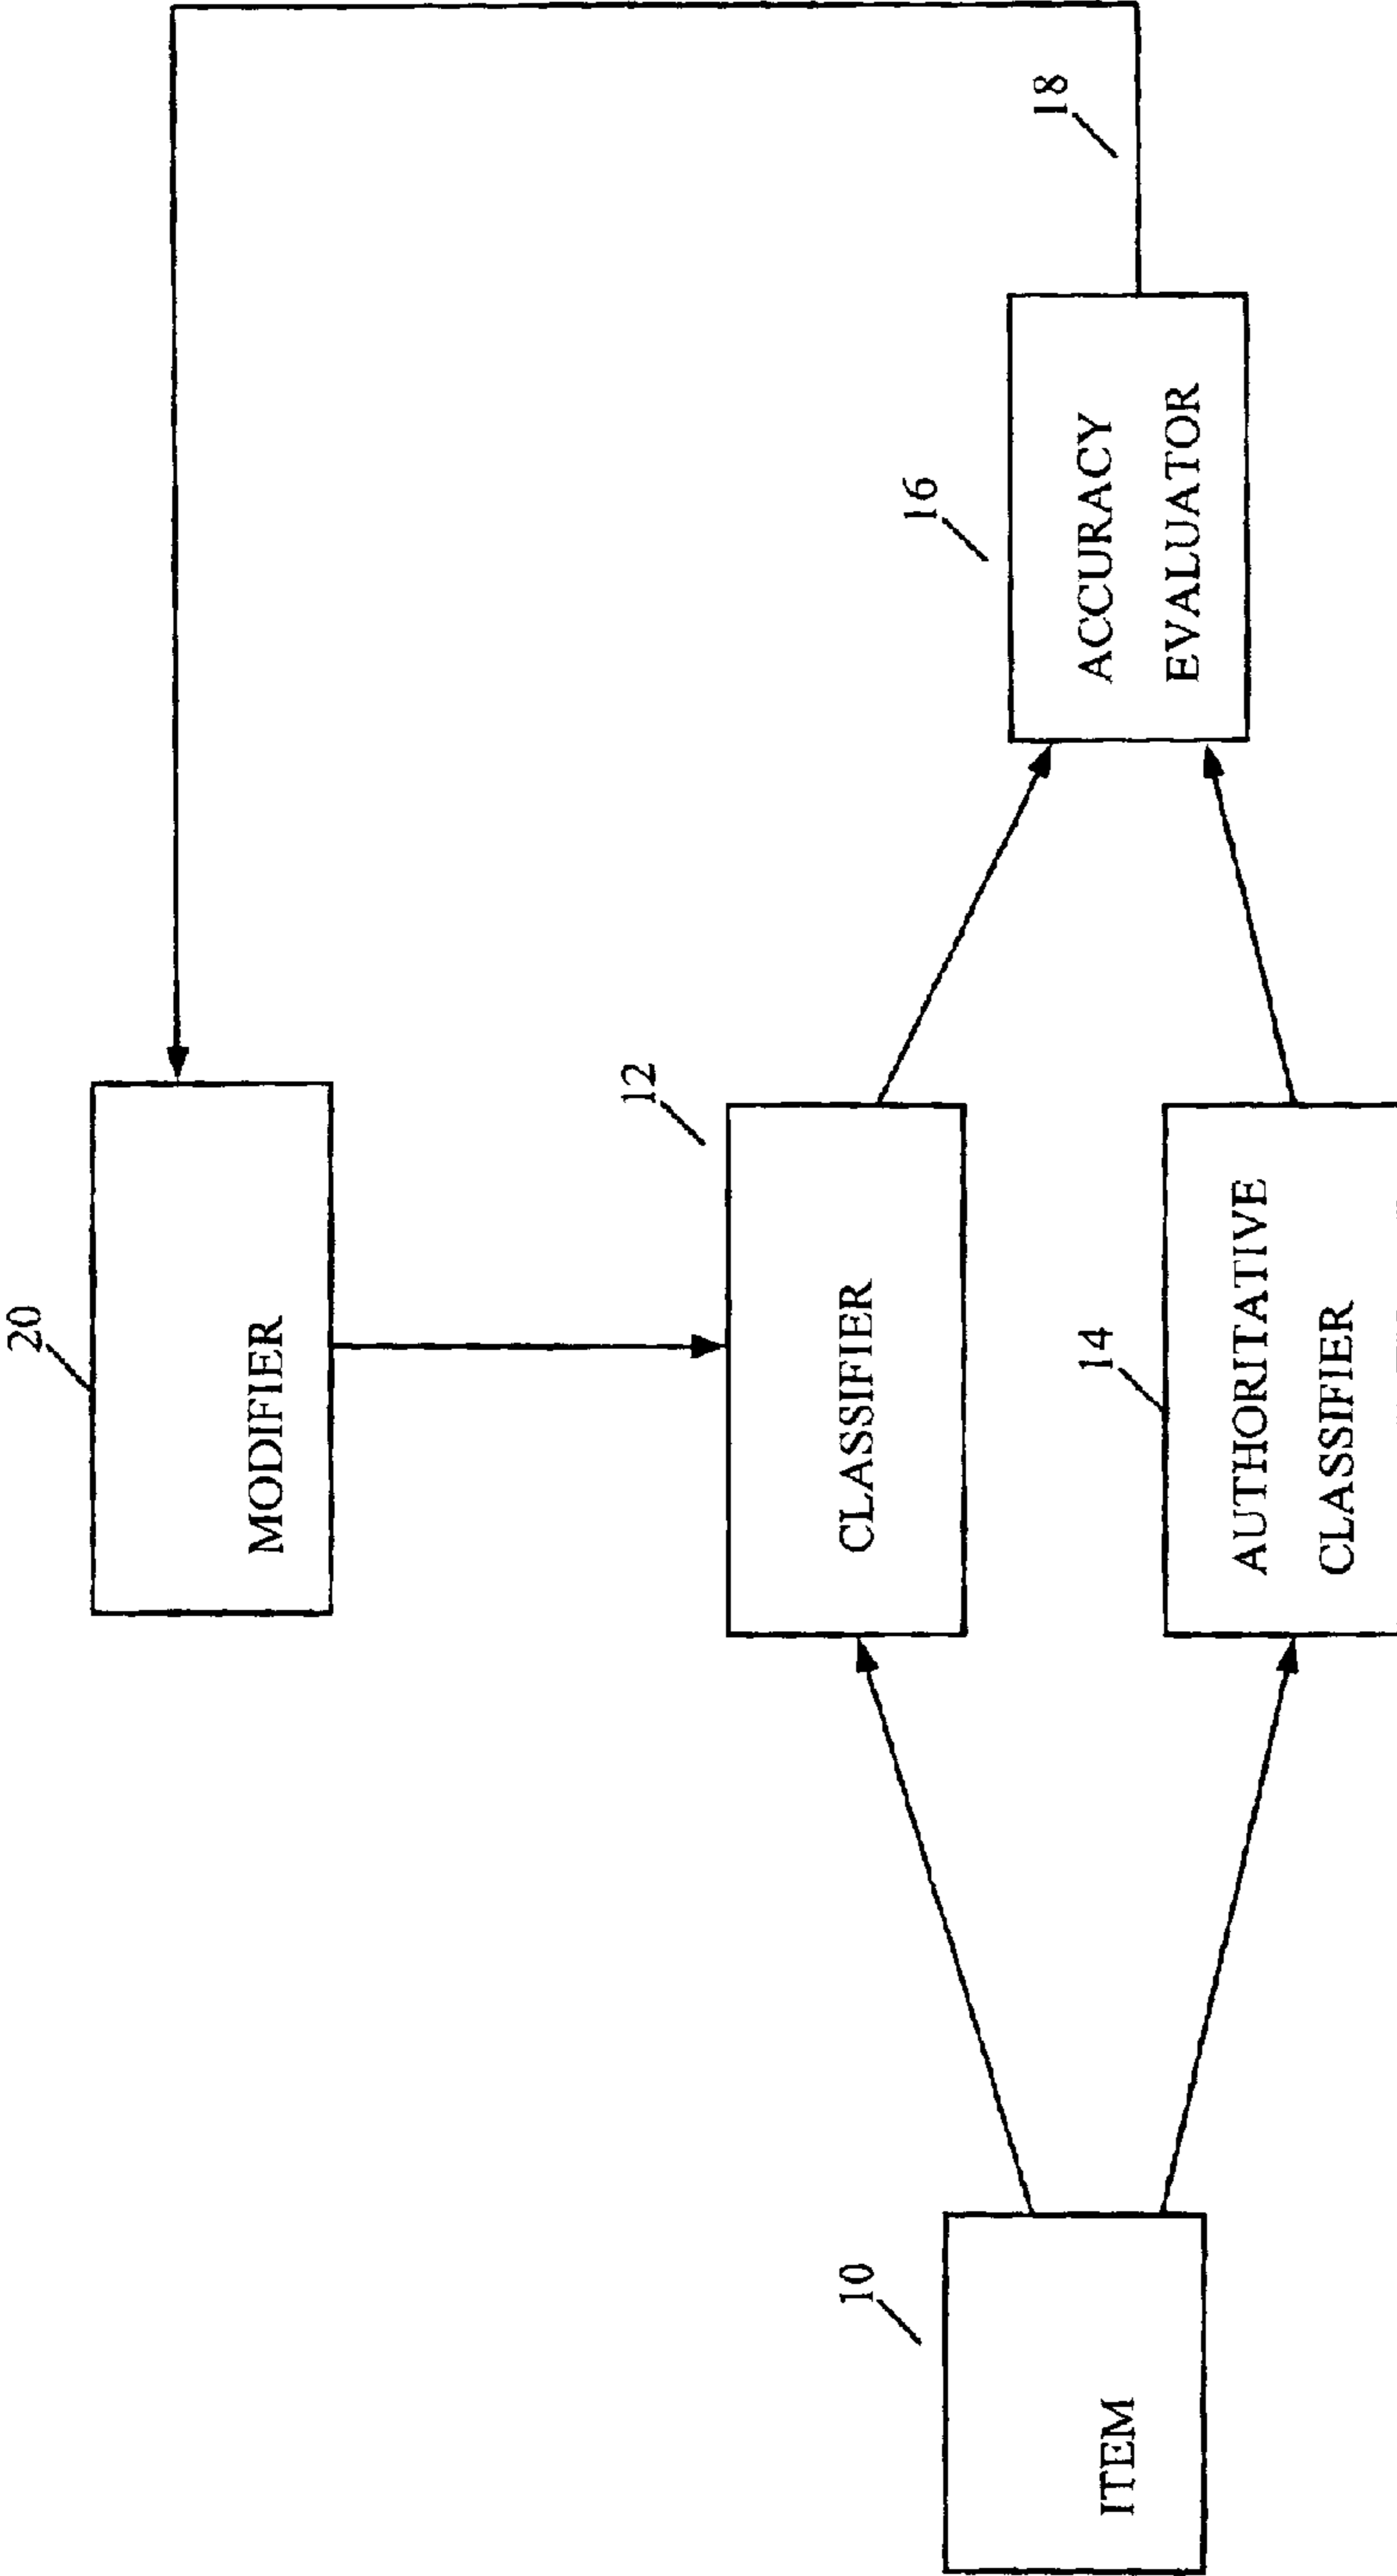 20
MODIFIER
12
CLASSIFIER
18
16
ACCURACY
EVALUATOR
10
ITEM
14
AUTHORITATIVE
CLASSIFIER